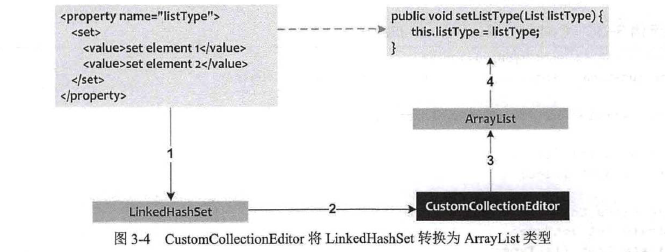 <property name="listType">
<set>
<value>set element 1</value>
<value>set element 2</value>
</set>
</property>
public void setListType(List listType) {
this.listType = listType;
}
4
ArrayList
1
3
LinkedHashSet
2
CustomCollectionEditor
图 3-4 CustomCollectionEditor 将 LinkedHashSet 转换为 ArrayList 类型